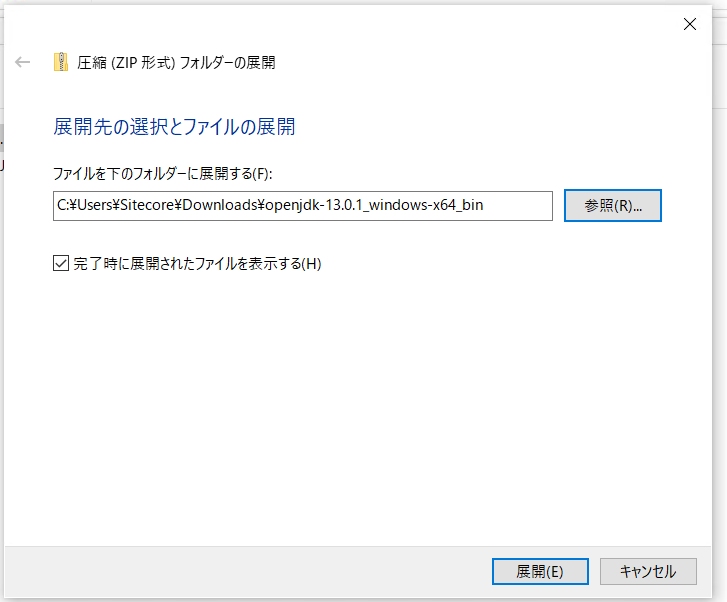 圧縮 (ZIP 形式) フォルダーの展開
展開先の選択とファイルの展開
ファイルを下のフォルダーに展開する(F):
C:¥Users¥Sitecore¥Downloads¥openjdk-13.0.1_windows-x64_bin
参照(R)...
完了時に展開されたファイルを表示する(H)
展開(E)
キャンセル